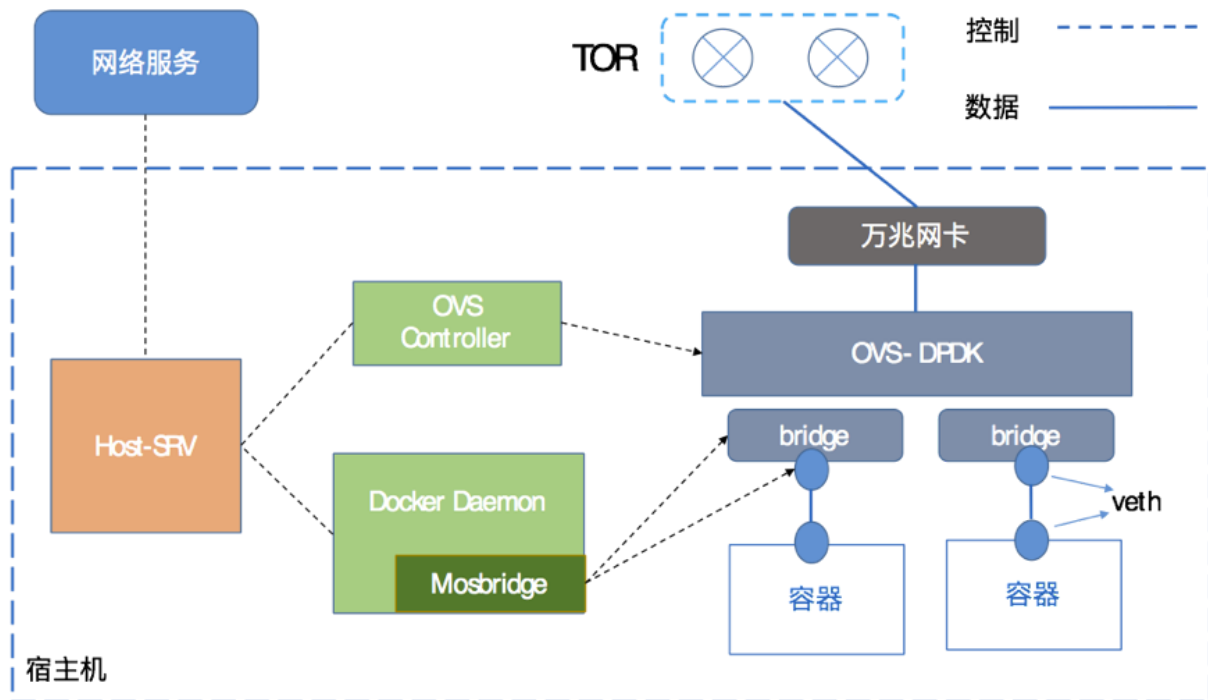 网络服务
TOR
控制
数据
万兆网卡
OVS
Controller
OVS- DPDK
Host-SRV
bridge
bridge
Docker Daemon
veth
Mosbridge
容器
容器
宿主机